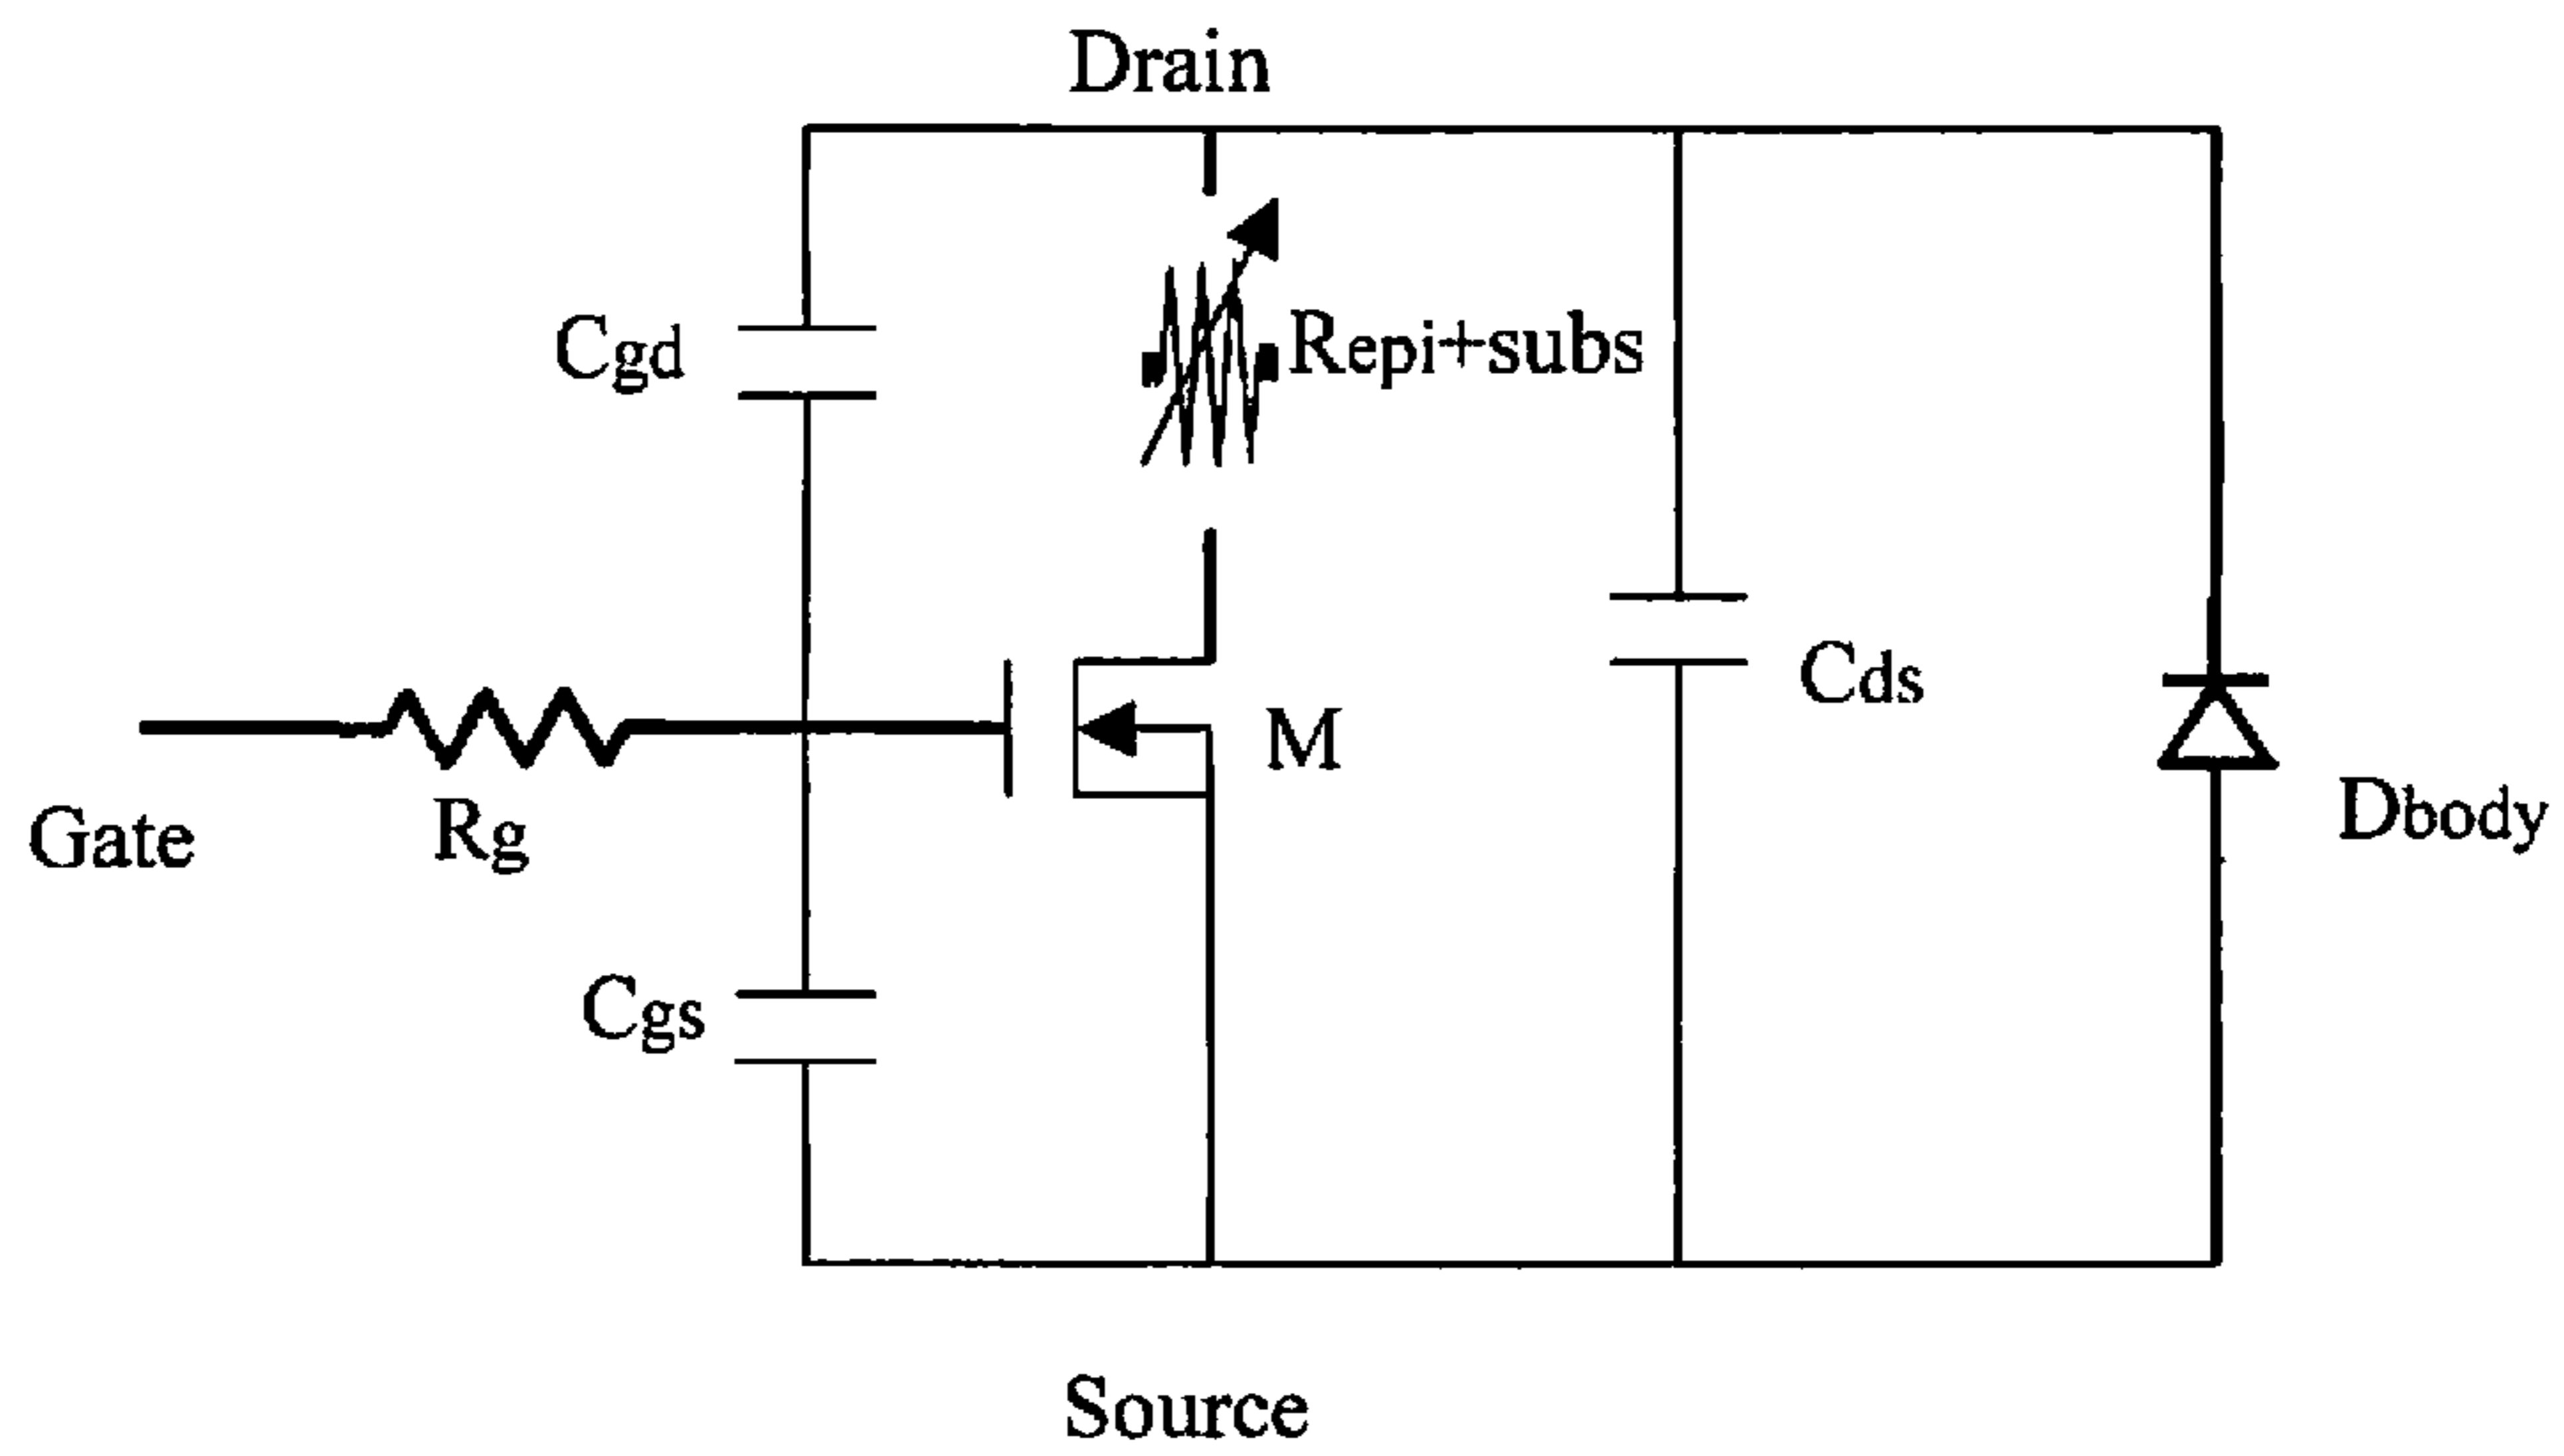 Drain
Cgd
Repi+subs
Cds
M
Gate
Rg
Dbody
Cgs
Source